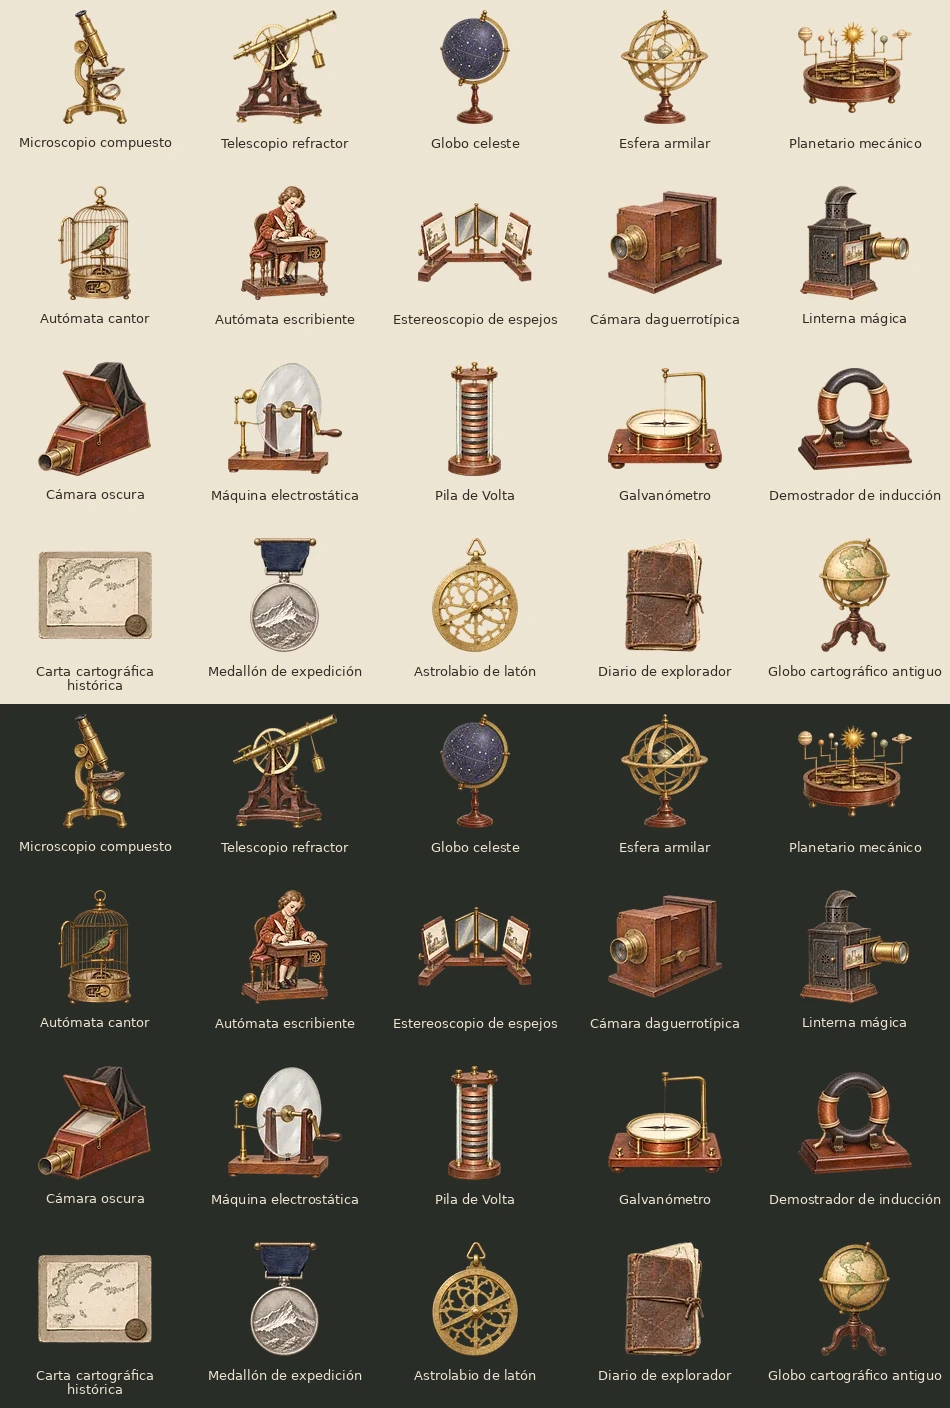 Microscopio compuesto
Telescopio refractor
Globo celeste
Esfera armilar
Planetario mecánico
Autómata cantor
Autómata escribiente
Estereoscopio de espejos
Cámara daguerrotípica
Linterna mágica
Cámara oscura
Máquina electrostática
Pila de Volta
Galvanómetro
Demostrador de inducción
Carta cartográfica
histórica
Medallón de expedición
Astrolabio de latón
Diario de explorador
Globo cartográfico antiguo
Microscopio compuesto
Telescopio refractor
Globo celeste
Esfera armilar
Planetario mecánico
Autómata cantor
Autómata escribiente
Estereoscopio de espejos
Cámara daguerrotípica
Linterna mágica
Cámara oscura
Máquina electrostática
Pila de Volta
Galvanómetro
Demostrador de inducción
Carta cartográfica
histórica
Medallón de expedición
Astrolabio de latón
Diario de explorador
Globo cartográfico antiguo